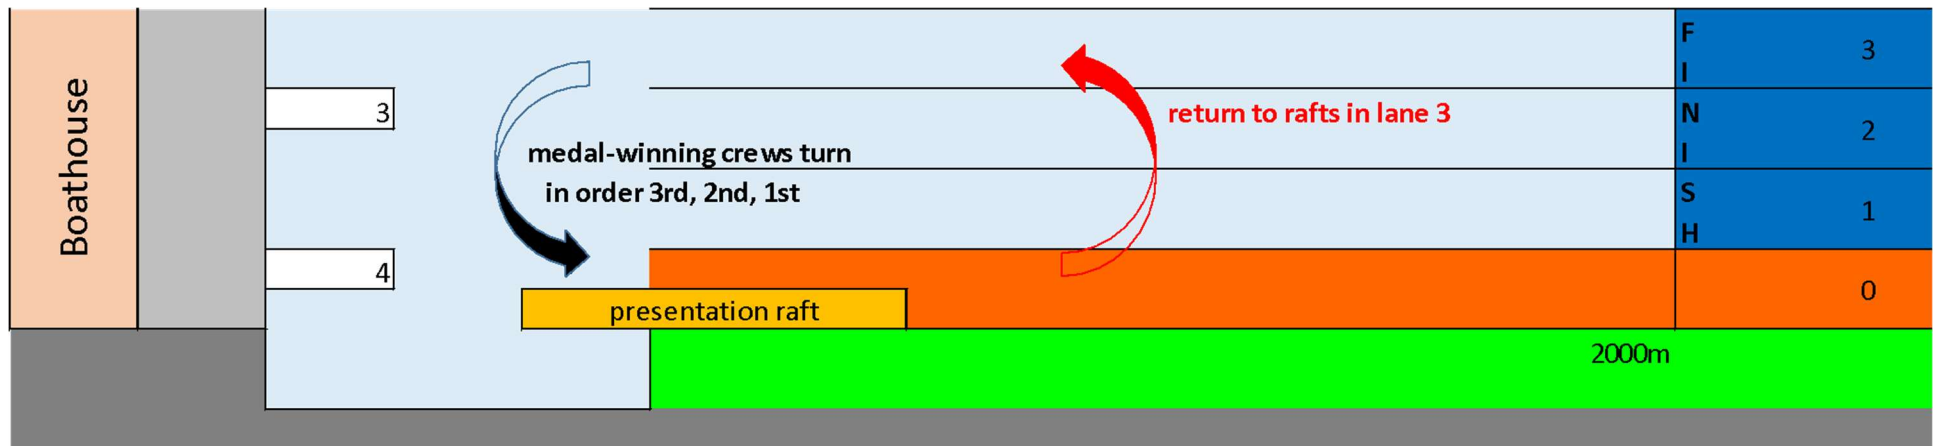 Boathouse
3
4
medal-winning crews turn
in order 3rd, 2nd, 1st
presentation raft
return to rafts in lane 3
F
I
N
I
S
H
3
2
1
0
2000m